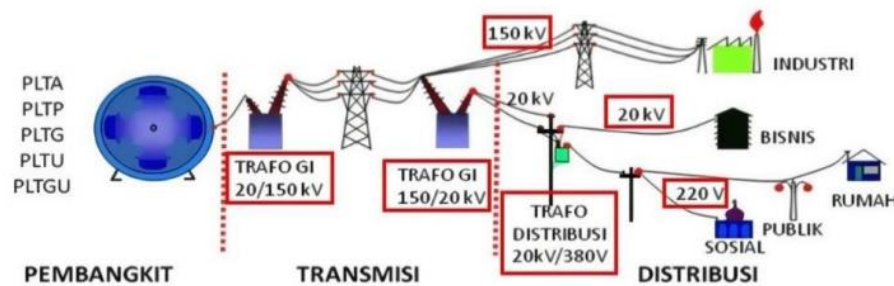 150 kV
INDUSTRI
PLTA
PLTP
PLTG
PLTU
PLTGU
20 kV
20 kV
BISNIS
TRAFO GI
20/150 kV
TRAFO GI
150/20 kV
220 V
RUMAH
TRAFO
DISTRIBUSI
20kV/380V
PUBLIK
SOSIAL
PEMBANGKIT
TRANSMISI
DISTRIBUSI